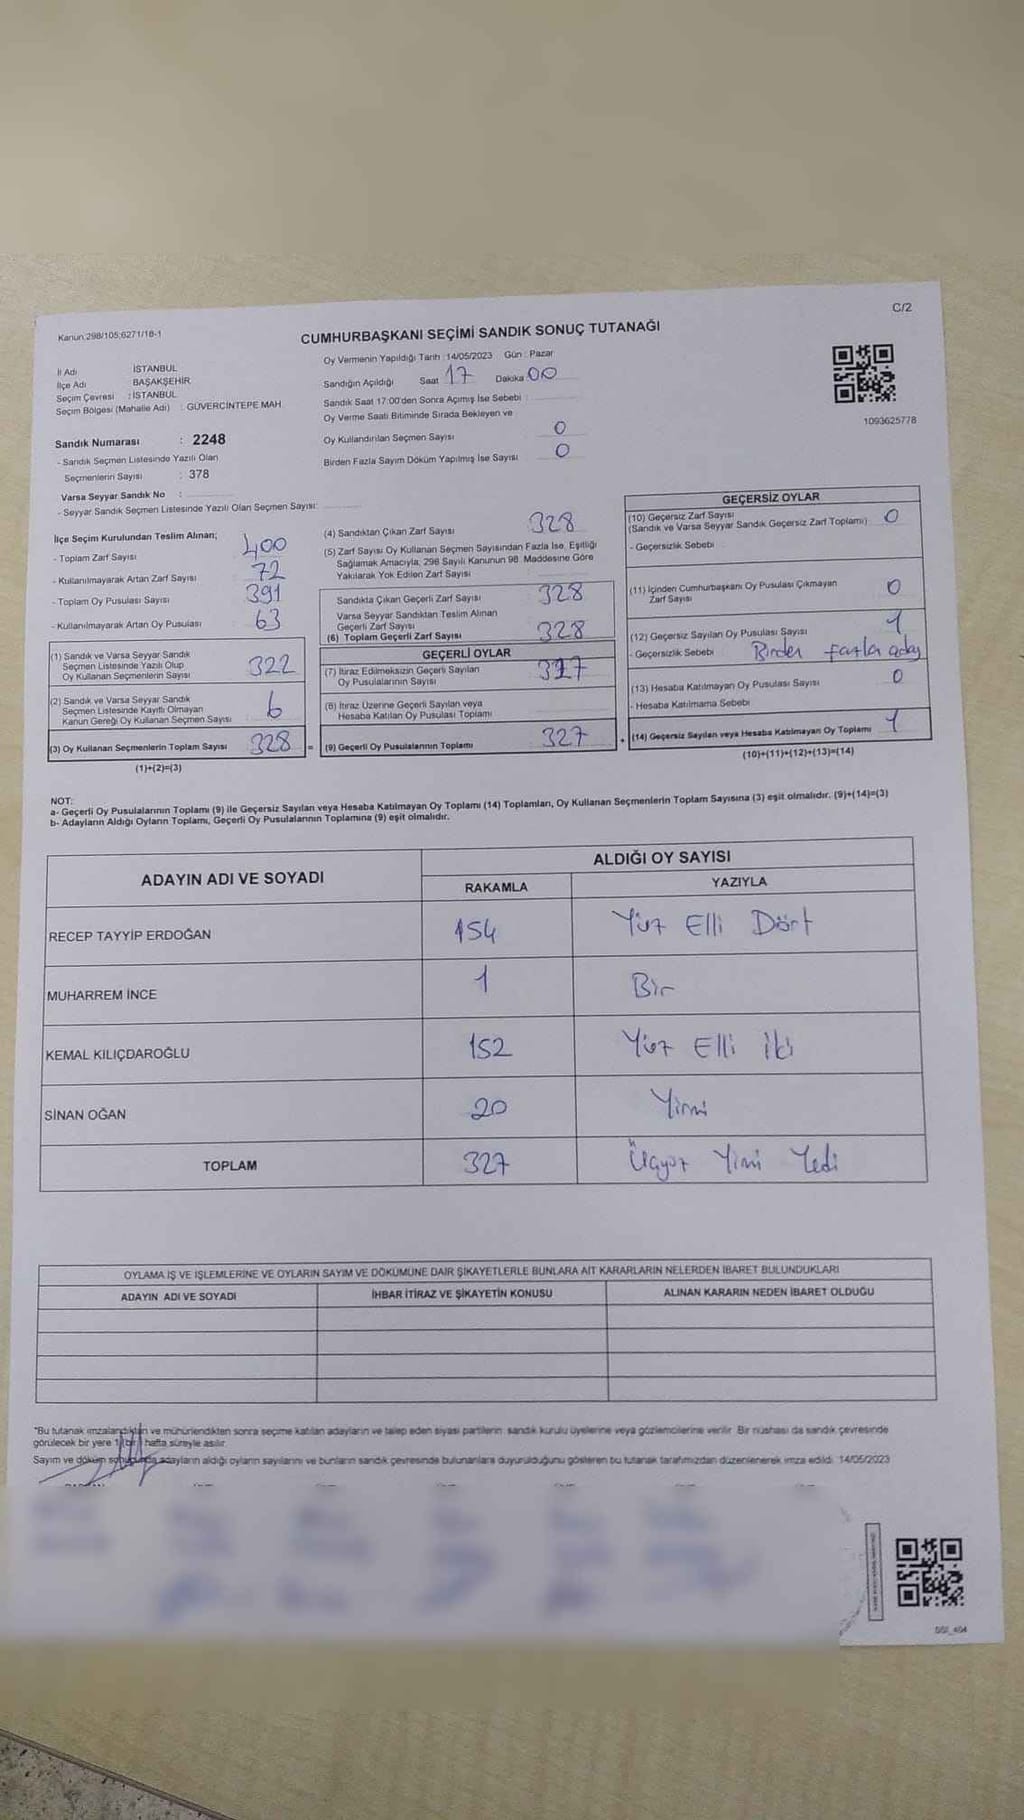 C/2
Kanun:298/105;6271/18-1
CUMHURBAŞKANI SEÇİMİ SANDIK SONUÇ TUTANAĞI
İl Adı : İSTANBUL
İlçe Adı BAŞAKŞEHİR
Seçim Çevresi : İSTANBUL
Seçim Bölgesi (Mahalle Adı) : GÜVERCİNTEPE MAH.
Sandık Numarası : 2248
- Sandık Seçmen Listesinde Yazılı Olan
Seçmenlerin Sayısı : 378
Varsa Seyyar Sandık No :
- Seyyar Sandık Seçmen Listesinde Yazılı Olan Seçmen Sayısı:
Oy Vermenin Yapıldığı Tarih :14/05/2023 Gün : Pazar
Sandığın Açıldığı Saat 17 Dakika 00
Sandık Saat 17:00'den Sonra Açımış İse Sebebi :
Oy Verme Saati Bitiminde Sırada Bekleyen ve
Oy Kullandırılan Seçmen Sayısı 0
Birden Fazla Sayım Döküm Yapılmış İse Sayısı 0
1093625778
İlçe Seçim Kurulundan Teslim Alınan;
- Toplam Zarf Sayısı 400
- Kullanılmayarak Artan Zarf Sayısı 72
- Toplam Oy Pusulası Sayısı 391
- Kullanılmayarak Artan Oy Pusulası 63
(1) Sandık ve Varsa Seyyar Sandık
Seçmen Listesinde Yazılı Olup
Oy Kullanan Seçmenlerin Sayısı 322
(2) Sandık ve Varsa Seyyar Sandık
Seçmen Listesinde Kayıtlı Olmayan
Kanun Gereği Oy Kullanan Seçmen Sayısı 6
(3) Oy Kullanan Seçmenlerin Toplam Sayısı 328 =
(1)+(2)=(3)
(4) Sandıktan Çıkan Zarf Sayısı 328
(5) Zarf Sayısı Oy Kullanan Seçmen Sayısından Fazla İse, Eşitliği
Sağlamak Amacıyla, 298 Sayılı Kanunun 98. Maddesine Göre
Yakılarak Yok Edilen Zarf Sayısı
Sandıkta Çıkan Geçerli Zarf Sayısı 328
Varsa Seyyar Sandıktan Teslim Alınan
Geçerli Zarf Sayısı
(6) Toplam Geçerli Zarf Sayısı 328
GEÇERLİ OYLAR
(7) İtiraz Edilmeksizin Geçerli Sayılan
Oy Pusulalarının Sayısı 327
(8) İtiraz Üzerine Geçerli Sayılan veya
Hesaba Katılan Oy Pusulası Toplamı
(9) Geçerli Oy Pusulalarının Toplamı 327 +
GEÇERSİZ OYLAR
(10) Geçersiz Zarf Sayısı
(Sandık ve Varsa Seyyar Sandık Geçersiz Zarf Toplamı) 0
- Geçersizlik Sebebi
(11) İçinden Cumhurbaşkanı Oy Pusulası Çıkmayan
Zarf Sayısı 0
(12) Geçersiz Sayılan Oy Pusulası Sayısı 1
- Geçersizlik Sebebi Birden fazla aday
(13) Hesaba Katılmayan Oy Pusulası Sayısı 0
- Hesaba Katılmama Sebebi
(14) Geçersiz Sayılan veya Hesaba Katılmayan Oy Toplamı 1
(10)+(11)+(12)+(13)=(14)
NOT:
a- Geçerli Oy Pusulalarının Toplamı (9) ile Geçersiz Sayılan veya Hesaba Katılmayan Oy Toplamı (14) Toplamları, Oy Kullanan Seçmenlerin Toplam Sayısına (3) eşit olmalıdır. (9)+(14)=(3)
b- Adayların Aldığı Oyların Toplamı, Geçerli Oy Pusulalarının Toplamına (9) eşit olmalıdır.
ADAYIN ADI VE SOYADI ALDIĞI OY SAYISI
RAKAMLA YAZIYLA
RECEP TAYYİP ERDOĞAN 154 Yüz Elli Dört
MUHARREM İNCE 1 Bir
KEMAL KILIÇDAROĞLU 152 Yüz Elli İki
SİNAN OĞAN 20 Yirmi
TOPLAM 327 Üçyüz Yirmi Yedi
OYLAMA İŞ VE İŞLEMLERİNE VE OYLARIN SAYIM VE DÖKÜMÜNE DAİR ŞİKAYETLERLE BUNLARA AİT KARARLARIN NELERDEN İBARET BULUNDUKLARI
ADAYIN ADI VE SOYADI İHBAR İTİRAZ VE ŞİKAYETİN KONUSU ALINAN KARARIN NEDEN İBARET OLDUĞU
"Bu tutanak imzalandıktan ve mühürlendikten sonra seçime katılan adayların ve talep eden siyasi partilerin sandık kurulu üyelerine veya gözlemcilerine verilir. Bir nüshası da sandık çevresinde
görülecek bir yere 1 (bir) hafta süreyle asılır
Sayım ve döküm sonucunda adayların aldığı oyların sayılarını ve bunların sandık çevresinde bulunanlara duyurulduğunu gösteren bu tutanak tarafımızdan düzenlenerek imza edildi. 14/05/2023